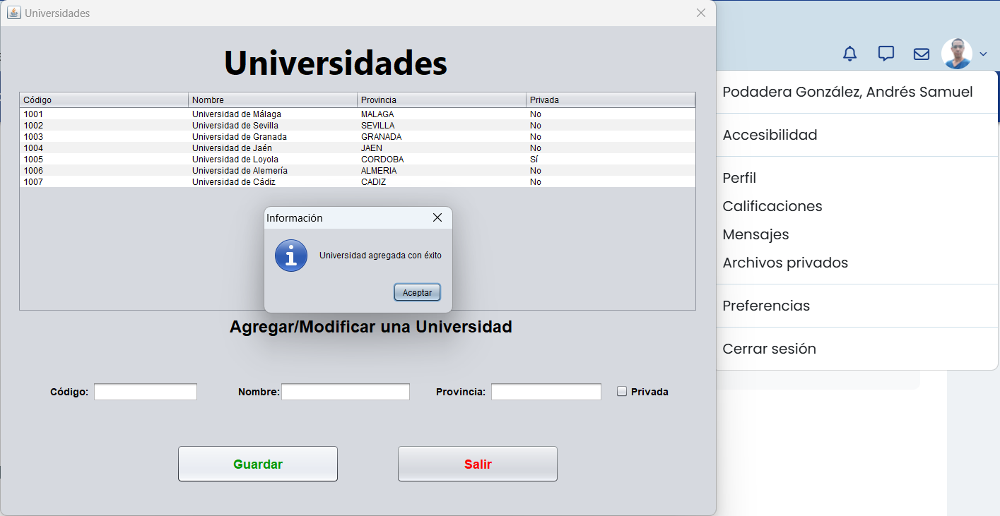 Universidades
Universidades
Código Nombre Provincia Privada
1001 Universidad de Málaga MALAGA No
1002 Universidad de Sevilla SEVILLA No
1003 Universidad de Granada GRANADA No
1004 Universidad de Jaén JAEN No
1005 Universidad de Loyola CORDOBA Sí
1006 Universidad de Alemería ALMERIA No
1007 Universidad de Cádiz CADIZ No
Información
Universidad agregada con éxito
Aceptar
Agregar/Modificar una Universidad
Código: Nombre: Provincia: Privada
Guardar Salir
Podadera González, Andrés Samuel
Accesibilidad
Perfil
Calificaciones
Mensajes
Archivos privados
Preferencias
Cerrar sesión